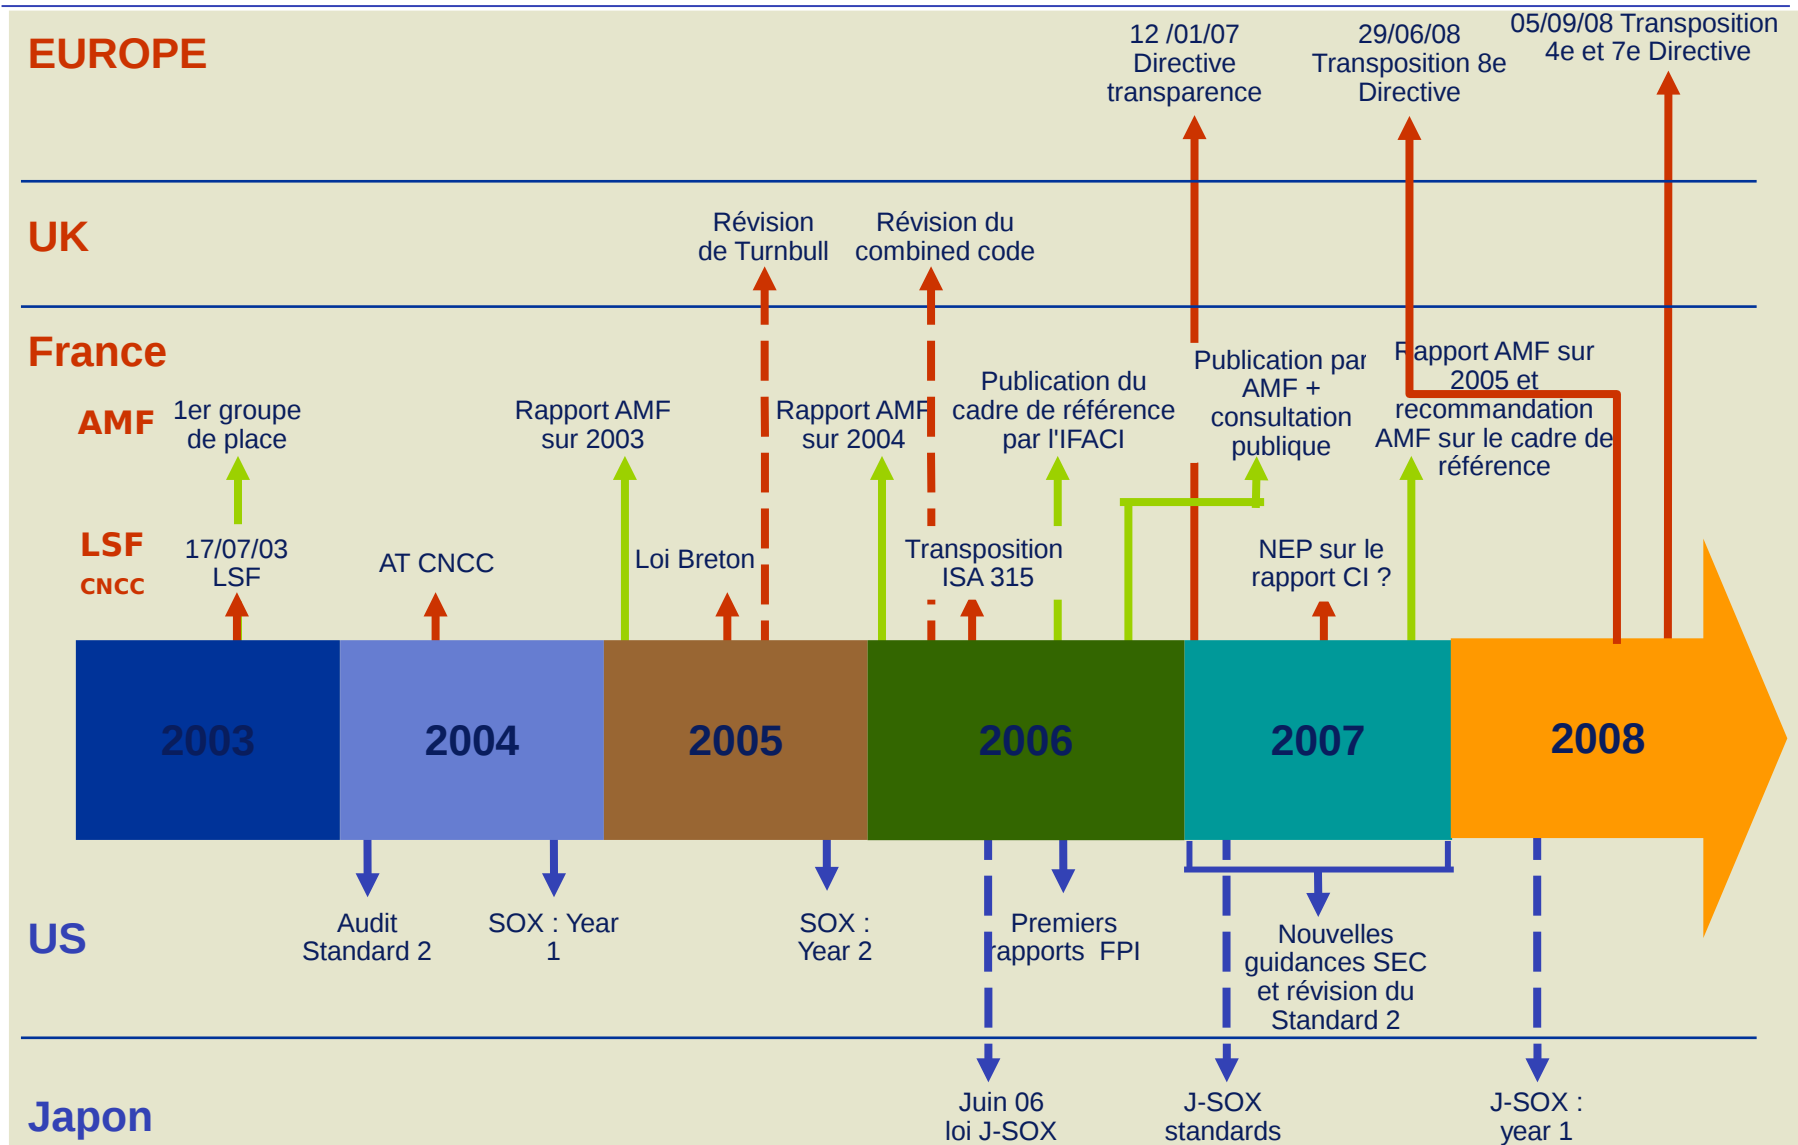 EUROPE
12 /01/07
Directive
transparence
29/06/08
Transposition 8e
Directive
05/09/08 Transposition
4e et 7e Directive
UK
Révision
de Turnbull
Révision du
combined code
France
AMF
1er groupe
de place
Rapport AMF
sur 2003
Rapport AMF
sur 2004
Publication du
cadre de référence
par l'IFACI
Publication par
AMF +
consultation
publique
Rapport AMF sur
2005 et
recommandation
AMF sur le cadre de
référence
LSF
CNCC
17/07/03
LSF
AT CNCC
Loi Breton
Transposition
ISA 315
NEP sur le
rapport CI ?
2003
2004
2005
2006
2007
2008
US
Audit
Standard 2
SOX : Year
1
SOX :
Year 2
Premiers
rapports FPI
Nouvelles
guidances SEC
et révision du
Standard 2
Japon
Juin 06
loi J-SOX
J-SOX
standards
J-SOX :
year 1